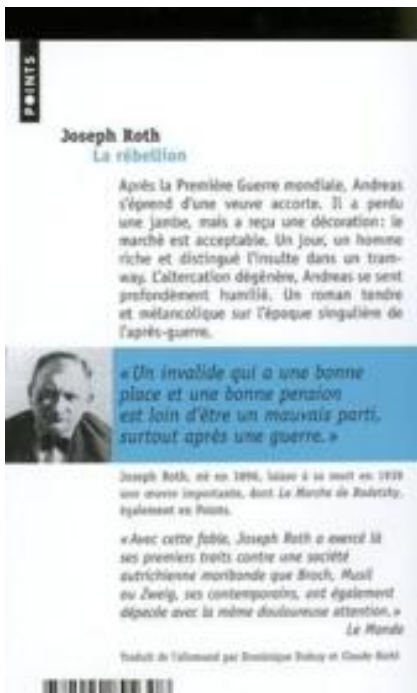 POINTS
Joseph Roth
La rébellion
Après la Première Guerre mondiale, Andreas
s'éprend d'une veuve accorte. Il a perdu
une jambe, mais a reçu une décoration : le
marché est acceptable. Un jour, un homme
riche et distingué l'insulte dans un tram-
way. L'altercation dégénère, Andreas se sent
profondément humilié. Un roman tendre
et mélancolique sur l'époque singulière de
l'après-guerre.
« Un invalide qui a une bonne
place et une bonne pension
est loin d'être un mauvais parti,
surtout après une guerre. »
Joseph Roth, né en 1894, laisse à sa mort en 1939
une œuvre importante, dont La Marche de Radetzky,
également en Points.
« Avec cette fable, Joseph Roth a exercé là
ses premiers traits contre une société
autrichienne moribonde que Broch, Musil
ou Zweig, ses contemporains, ont également
dépecée avec la même douloureuse attention. »
Le Monde
Traduit de l'allemand par Dominique Dubuy et Claude Riehl